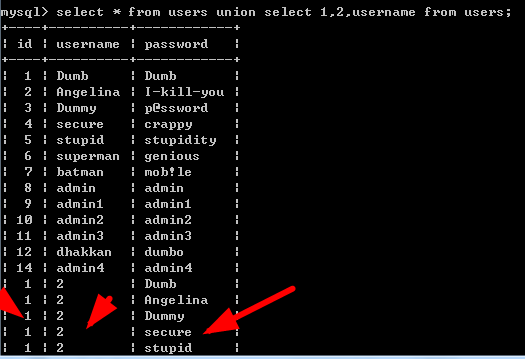 mysql> select * from users union select 1,2,username from users;
+----+----------+------------+
| id | username | password   |
+----+----------+------------+
| 1 | Dumb | Dumb |
| 2 | Angelina | I-kill-you |
| 3 | Dummy | p@ssword |
| 4 | secure | crappy |
| 5 | stupid | stupidity |
| 6 | superman | genious |
| 7 | batman | mob!le |
| 8 | admin | admin |
| 9 | admin1 | admin1 |
| 10 | admin2 | admin2 |
| 11 | admin3 | admin3 |
| 12 | dhakkan | dumbo |
| 14 | admin4 | admin4 |
| 1 | 2 | Dumb |
| 1 | 2 | Angelina |
| 1 | 2 | Dummy |
| 1 | 2 | secure |
| 1 | 2 | stupid |